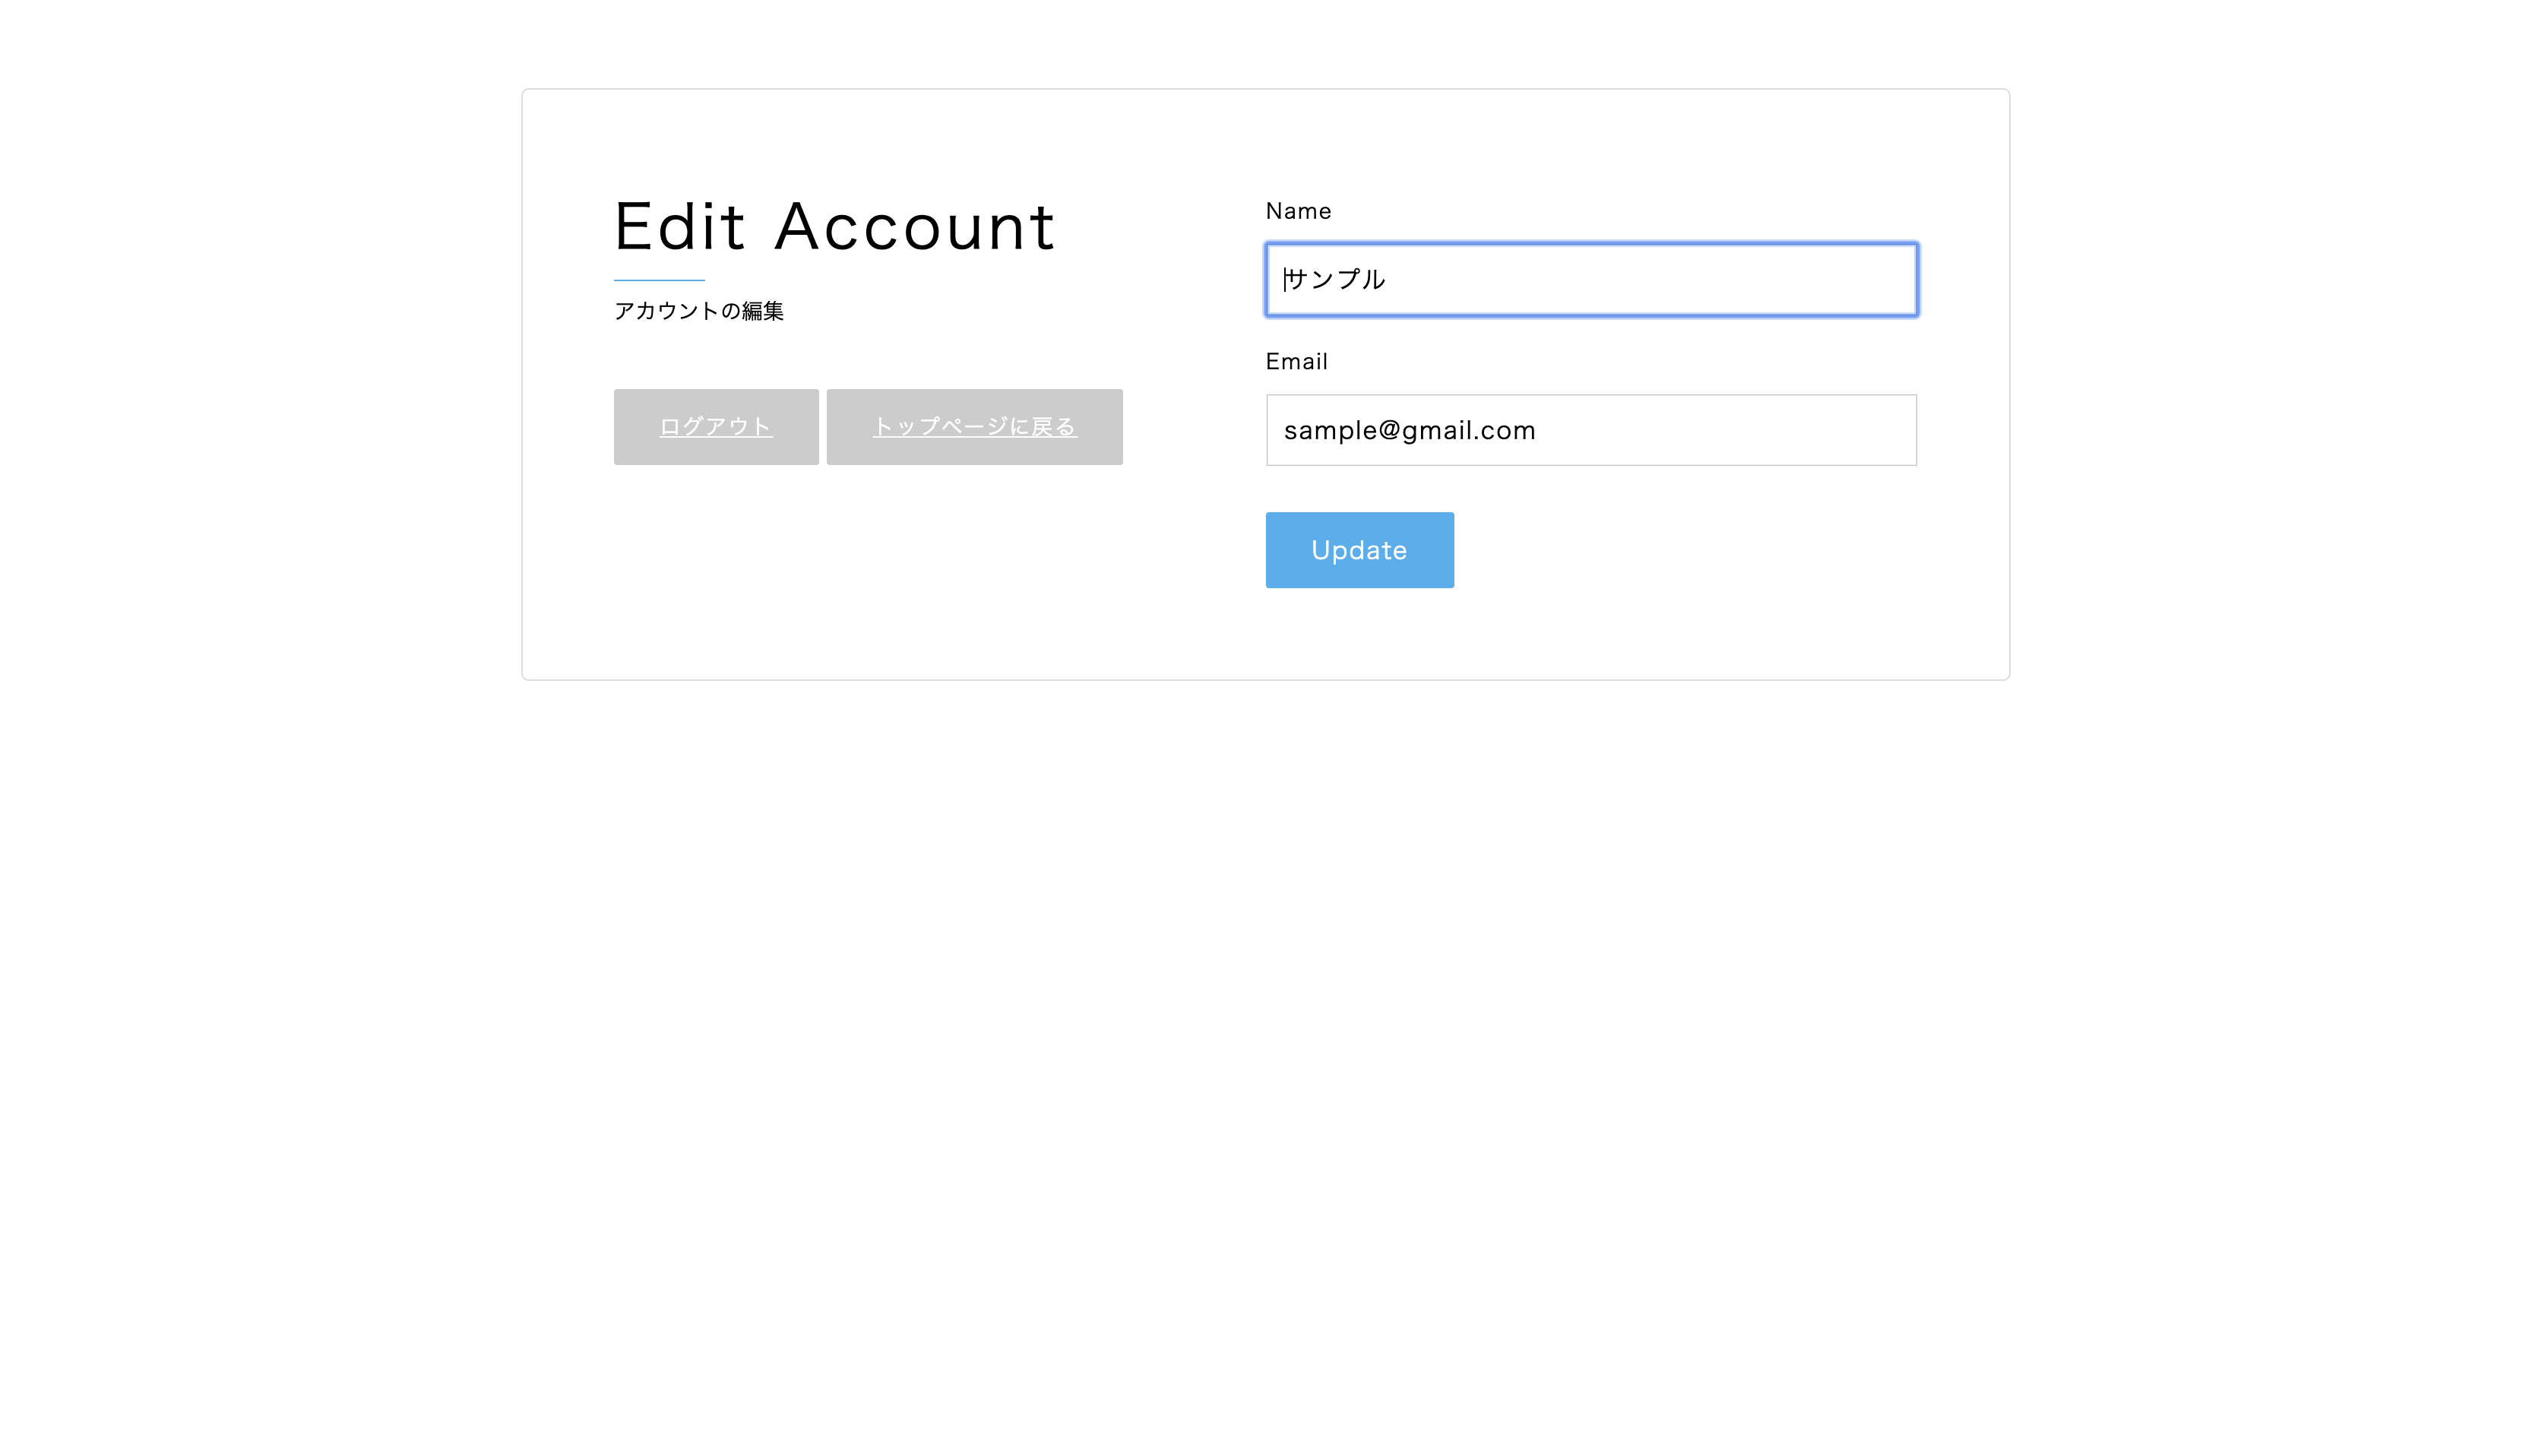 Edit Account
アカウントの編集
ログアウト
トップページに戻る
Name
サンプル
Email
sample@gmail.com
Update